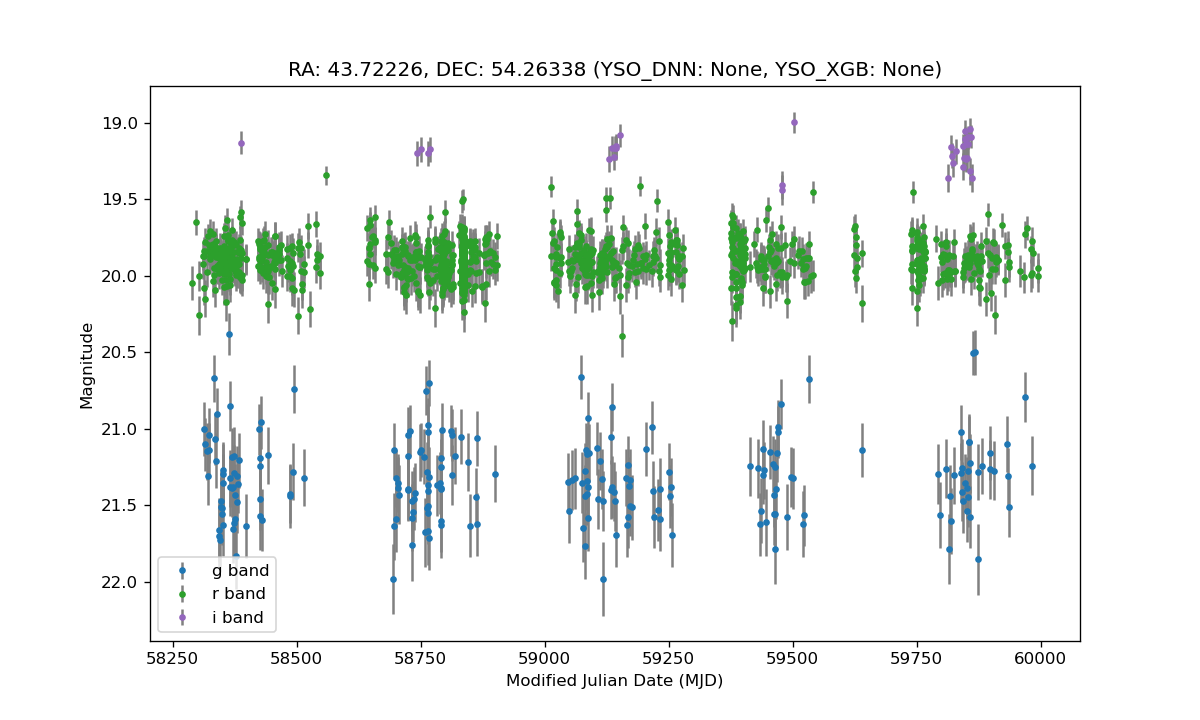 RA: 43.72226, DEC: 54.26338 (YSO_DNN: None, YSO_XGB: None)
19.0
19.5
20.0
20.5
21.0
21.5
22.0
Magnitude
g band
r band
i band
58250 58500 58750 59000 59250 59500 59750 60000
Modified Julian Date (MJD)